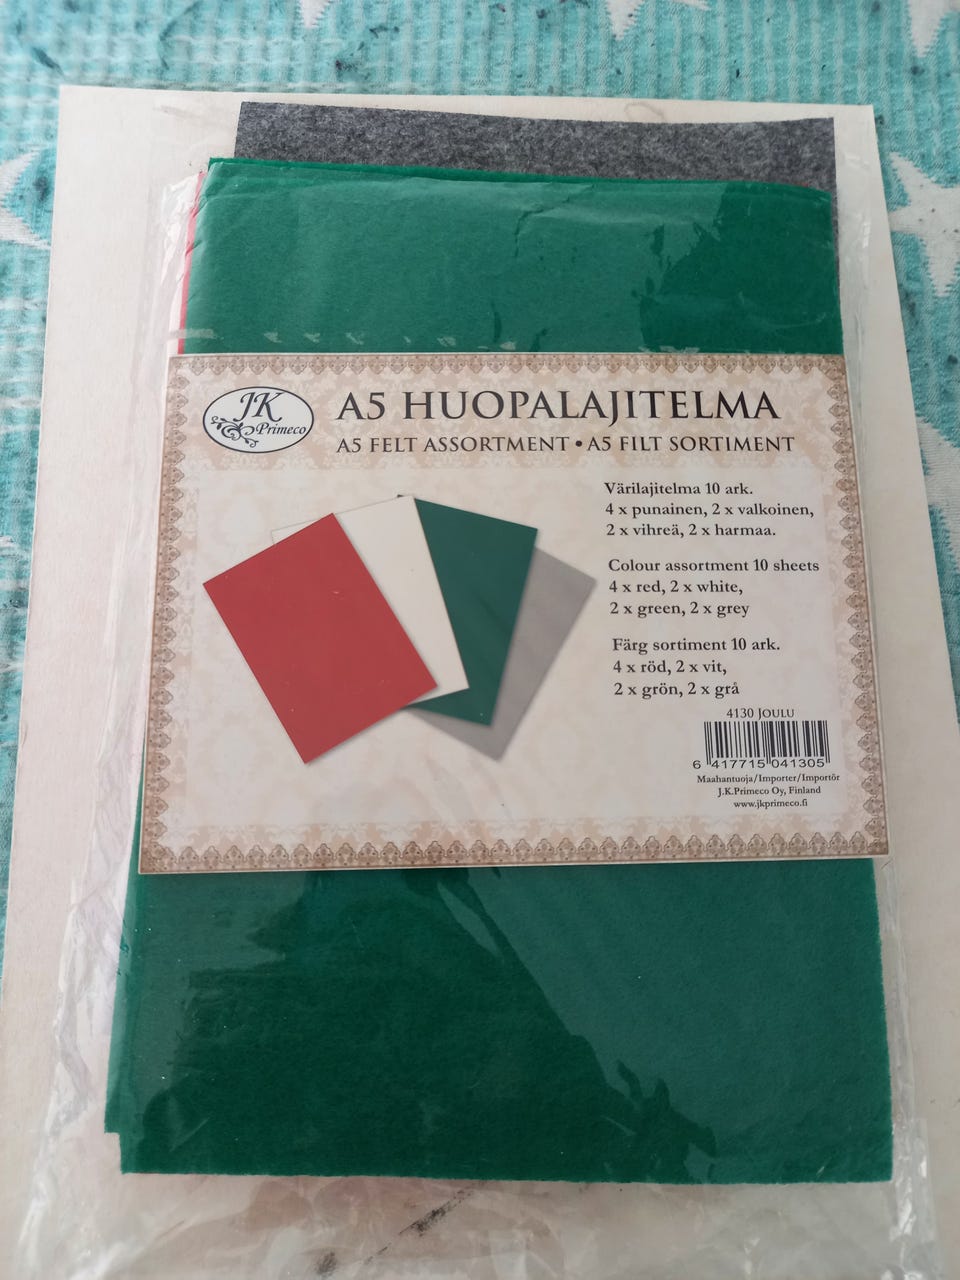 JK
Primeco
A5 HUOPALAJITELMA
A5 FELT ASSORTMENT • A5 FILT SORTIMENT
Värilajitelma 10 ark.
4 x punainen, 2 x valkoinen,
2 x vihreä, 2 x harmaa.
Colour assortment 10 sheets
4 x red, 2 x white,
2 x green, 2 x grey
Färg sortiment 10 ark.
4 x röd, 2 x vit,
2 x grön, 2 x grå
4130 JOULU
6 417715 041305
Maahantuoja/Importer/Importör
J.K.Primeco Oy, Finland
www.jkprimeco.fi